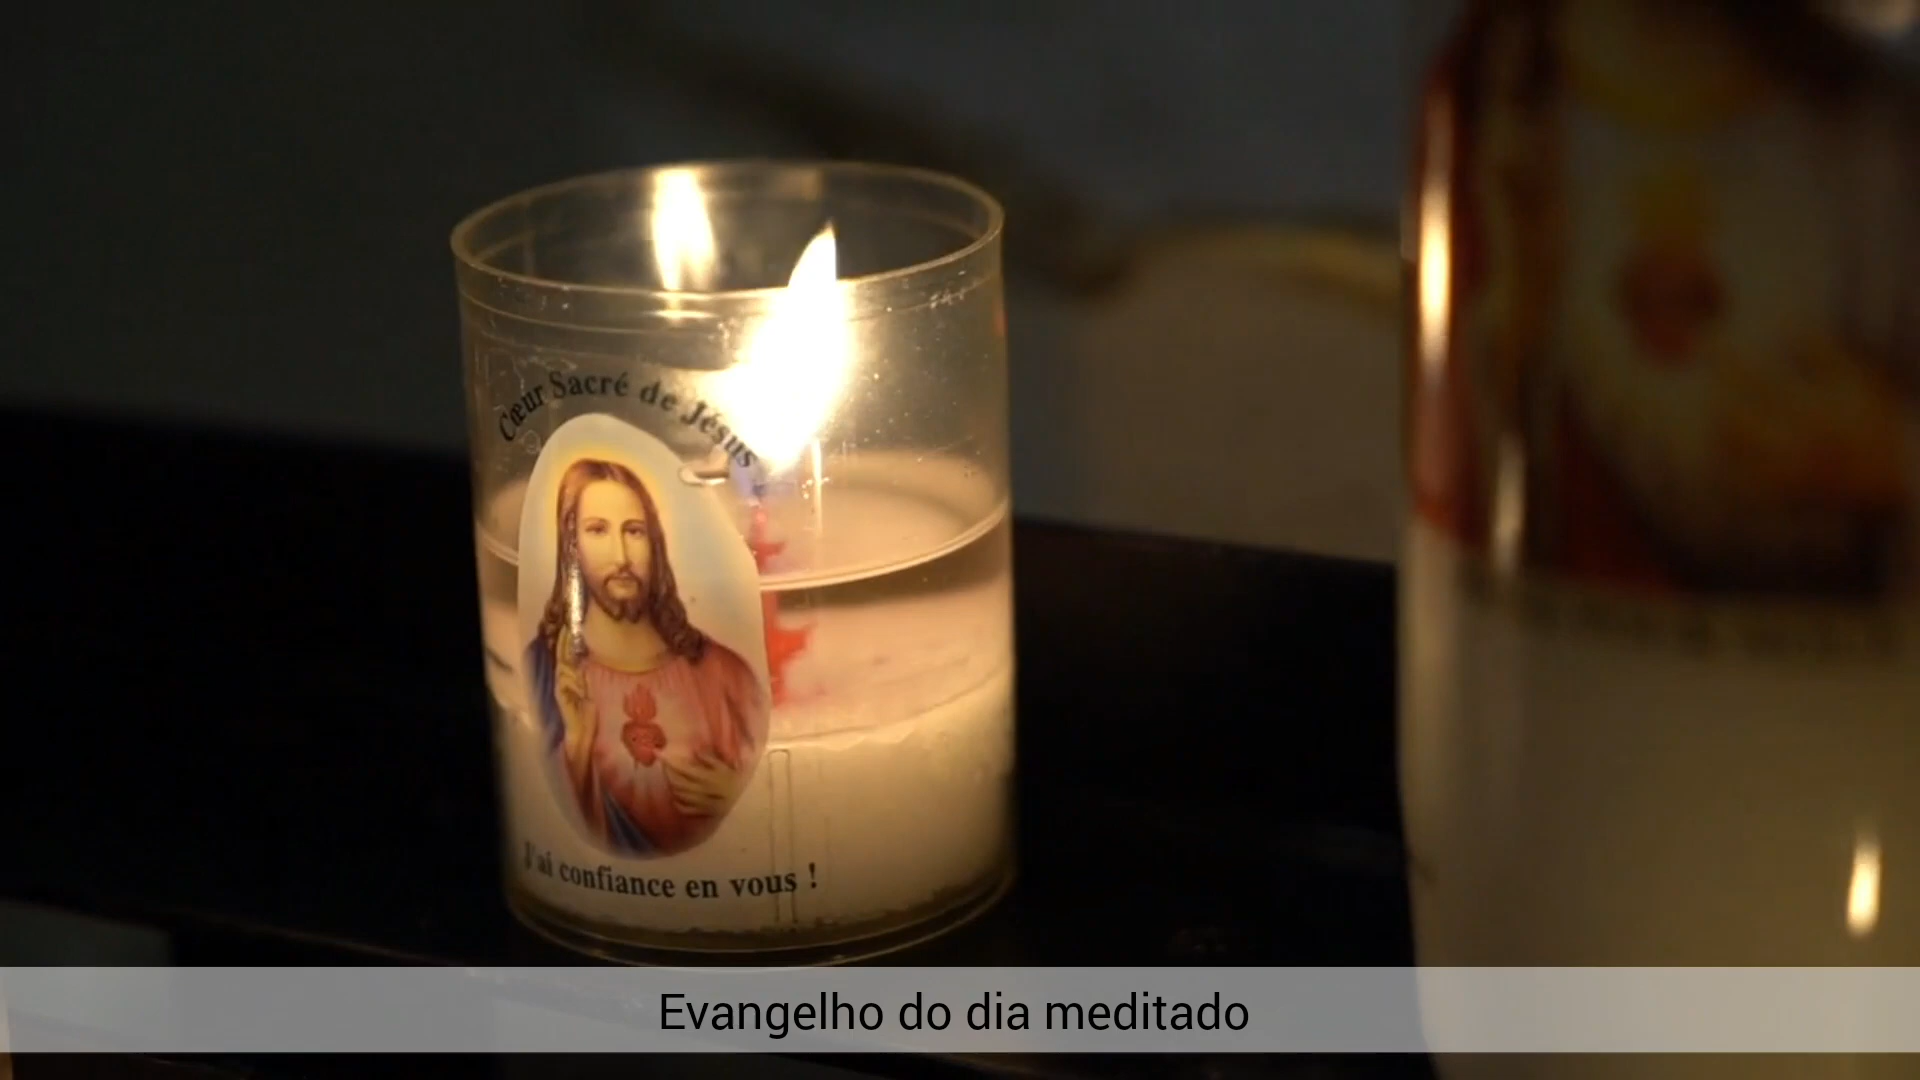 Cœur Sacré de Jésus
J'ai confiance en vous !
Evangelho do dia meditado